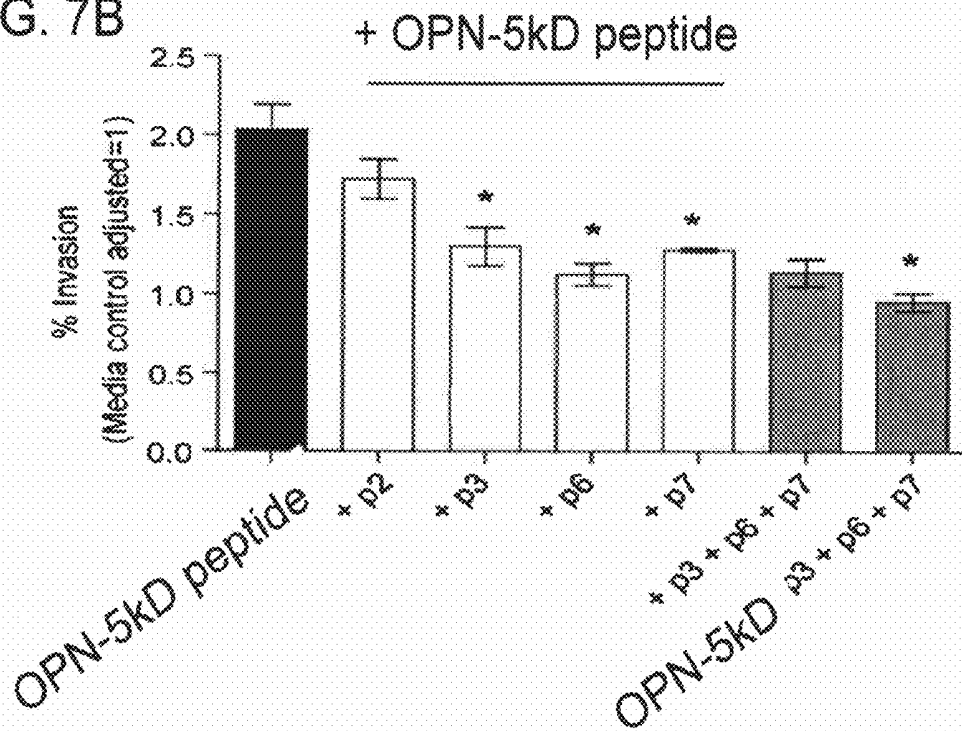 G. 7B
+ OPN-5kD peptide
% Invasion
(Media control adjusted=1)
2.5
2.0
1.5
1.0
0.5
0.0
*
*
*
*
OPN-5kD peptide
+ p2
+ p3
+ p6
+ p7
+ p3 + p6 + p7
OPN-5kD p3 + p6 + p7